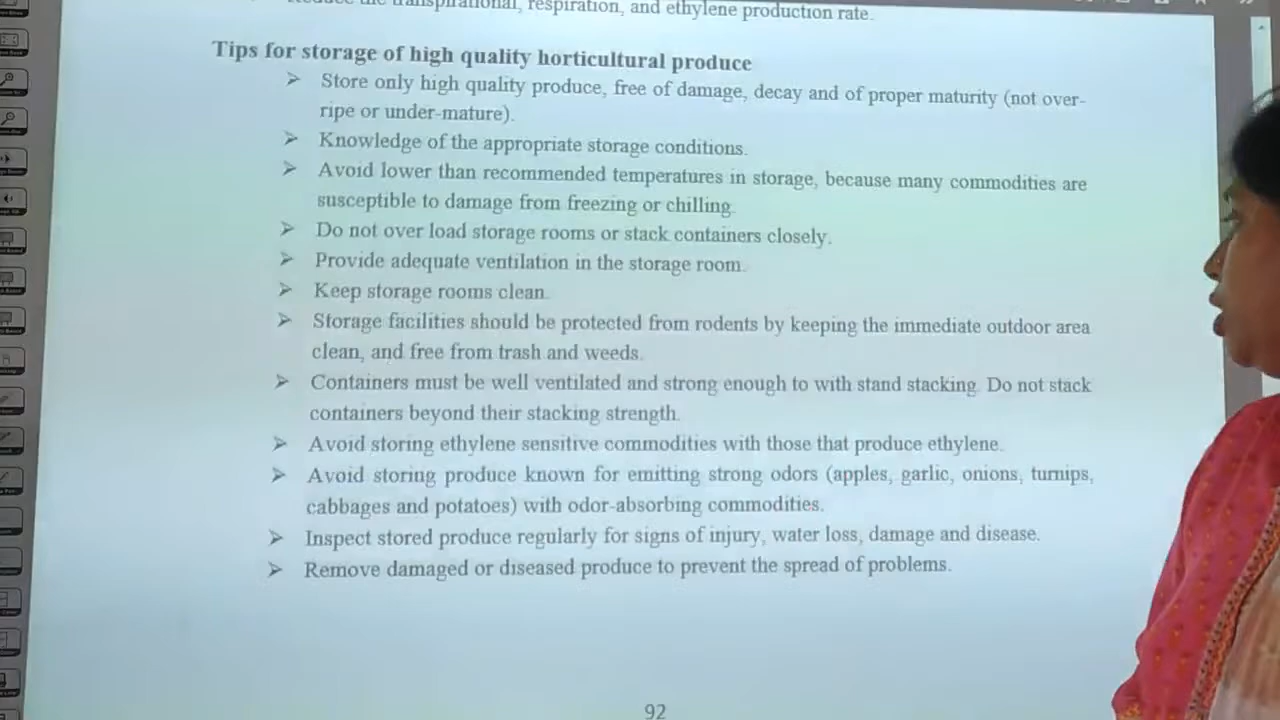 Reduce the transpirational, respiration, and ethylene production rate.
Tips for storage of high quality horticultural produce
➢ Store only high quality produce, free of damage, decay and of proper maturity (not over-
ripe or under-mature).
➢ Knowledge of the appropriate storage conditions.
➢ Avoid lower than recommended temperatures in storage, because many commodities are
susceptible to damage from freezing or chilling.
➢ Do not over load storage rooms or stack containers closely.
➢ Provide adequate ventilation in the storage room.
➢ Keep storage rooms clean.
➢ Storage facilities should be protected from rodents by keeping the immediate outdoor area
clean, and free from trash and weeds.
➢ Containers must be well ventilated and strong enough to with stand stacking. Do not stack
containers beyond their stacking strength.
➢ Avoid storing ethylene sensitive commodities with those that produce ethylene.
➢ Avoid storing produce known for emitting strong odors (apples, garlic, onions, turnips,
cabbages and potatoes) with odor-absorbing commodities.
➢ Inspect stored produce regularly for signs of injury, water loss, damage and disease.
➢ Remove damaged or diseased produce to prevent the spread of problems.
92